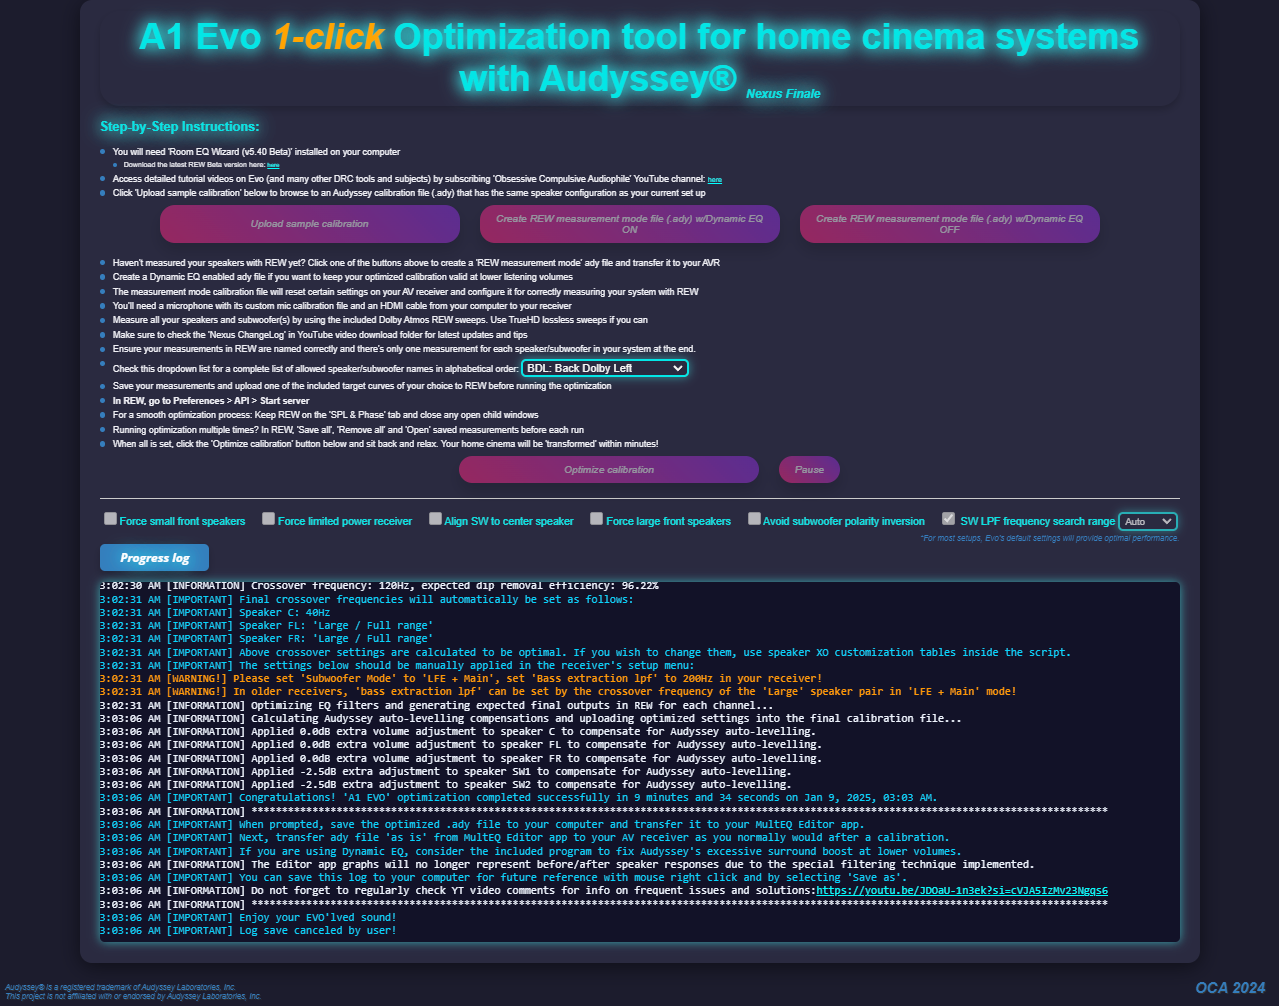 A1 Evo 1-click Optimization tool for home cinema systems
with Audyssey® Nexus Finale
Step-by-Step Instructions:
You will need 'Room EQ Wizard (v5.40 Beta)' installed on your computer
Download the latest REW Beta version here: here
Access detailed tutorial videos on Evo (and many other DRC tools and subjects) by subscribing 'Obsessive Compulsive Audiophile' YouTube channel: here
Click 'Upload sample calibration' below to browse to an Audyssey calibration file (.ady) that has the same speaker configuration as your current set up
Upload sample calibration
Create REW measurement mode file (.ady) w/Dynamic EQ
ON
Create REW measurement mode file (.ady) w/Dynamic EQ
OFF
Haven't measured your speakers with REW yet? Click one of the buttons above to create a 'REW measurement mode' ady file and transfer it to your AVR
Create a Dynamic EQ enabled ady file if you want to keep your optimized calibration valid at lower listening volumes
The measurement mode calibration file will reset certain settings on your AV receiver and configure it for correctly measuring your system with REW
You'll need a microphone with its custom mic calibration file and an HDMI cable from your computer to your receiver
Measure all your speakers and subwoofer(s) by using the included Dolby Atmos REW sweeps. Use TrueHD lossless sweeps if you can
Make sure to check the 'Nexus ChangeLog' in YouTube video download folder for latest updates and tips
Ensure your measurements in REW are named correctly and there's only one measurement for each speaker/subwoofer in your system at the end.
Check this dropdown list for a complete list of allowed speaker/subwoofer names in alphabetical order: BDL: Back Dolby Left
Save your measurements and upload one of the included target curves of your choice to REW before running the optimization
In REW, go to Preferences > API > Start server
For a smooth optimization process: Keep REW on the 'SPL & Phase' tab and close any open child windows
Running optimization multiple times? In REW, 'Save all', 'Remove all' and 'Open' saved measurements before each run
When all is set, click the 'Optimize calibration' button below and sit back and relax. Your home cinema will be 'transformed' within minutes!
Optimize calibration Pause
Force small front speakers Force limited power receiver Align SW to center speaker Force large front speakers Avoid subwoofer polarity inversion SW LPF frequency search range Auto
*For most setups, Evo's default settings will provide optimal performance.
Progress log
3:02:30 AM [INFORMATION] Crossover frequency: 120Hz, expected dip removal efficiency: 96.22%
3:02:31 AM [IMPORTANT] Final crossover frequencies will automatically be set as follows:
3:02:31 AM [IMPORTANT] Speaker C: 40Hz
3:02:31 AM [IMPORTANT] Speaker FL: 'Large / Full range'
3:02:31 AM [IMPORTANT] Speaker FR: 'Large / Full range'
3:02:31 AM [IMPORTANT] Above crossover settings are calculated to be optimal. If you wish to change them, use speaker XO customization tables inside the script.
3:02:31 AM [IMPORTANT] The settings below should be manually applied in the receiver's setup menu:
3:02:31 AM [WARNING!] Please set 'Subwoofer Mode' to 'LFE + Main', set 'Bass extraction lpf' to 200Hz in your receiver!
3:02:31 AM [WARNING!] In older receivers, 'bass extraction lpf' can be set by the crossover frequency of the 'Large' speaker pair in 'LFE + Main' mode!
3:02:31 AM [INFORMATION] Optimizing EQ filters and generating expected final outputs in REW for each channel...
3:03:06 AM [INFORMATION] Calculating Audyssey auto-levelling compensations and uploading optimized settings into the final calibration file...
3:03:06 AM [INFORMATION] Applied 0.0dB extra volume adjustment to speaker C to compensate for Audyssey auto-levelling.
3:03:06 AM [INFORMATION] Applied 0.0dB extra volume adjustment to speaker FL to compensate for Audyssey auto-levelling.
3:03:06 AM [INFORMATION] Applied 0.0dB extra volume adjustment to speaker FR to compensate for Audyssey auto-levelling.
3:03:06 AM [INFORMATION] Applied -2.5dB extra adjustment to speaker SW1 to compensate for Audyssey auto-levelling.
3:03:06 AM [INFORMATION] Applied -2.5dB extra adjustment to speaker SW2 to compensate for Audyssey auto-levelling.
3:03:06 AM [IMPORTANT] Congratulations! 'A1 EVO' optimization completed successfully in 9 minutes and 34 seconds on Jan 9, 2025, 03:03 AM.
3:03:06 AM [INFORMATION] *********************************************************************************************************************************************
3:03:06 AM [IMPORTANT] When prompted, save the optimized .ady file to your computer and transfer it to your MultEQ Editor app.
3:03:06 AM [IMPORTANT] Next, transfer ady file 'as is' from MultEQ Editor app to your AV receiver as you normally would after a calibration.
3:03:06 AM [IMPORTANT] If you are using Dynamic EQ, consider the included program to fix Audyssey's excessive surround boost at lower volumes.
3:03:06 AM [INFORMATION] The Editor app graphs will no longer represent before/after speaker responses due to the special filtering technique implemented.
3:03:06 AM [IMPORTANT] You can save this log to your computer for future reference with mouse right click and by selecting 'Save as'.
3:03:06 AM [INFORMATION] Do not forget to regularly check YT video comments for info on frequent issues and solutions:https://youtu.be/JDOaU-1n3ek?si=cVJA5IzMv23Ngqs6
3:03:06 AM [INFORMATION] *********************************************************************************************************************************************
3:03:06 AM [IMPORTANT] Enjoy your EVO'lved sound!
3:03:06 AM [IMPORTANT] Log save canceled by user!
Audyssey® is a registered trademark of Audyssey Laboratories, Inc.
This project is not affiliated with or endorsed by Audyssey Laboratories, Inc.
OCA 2024